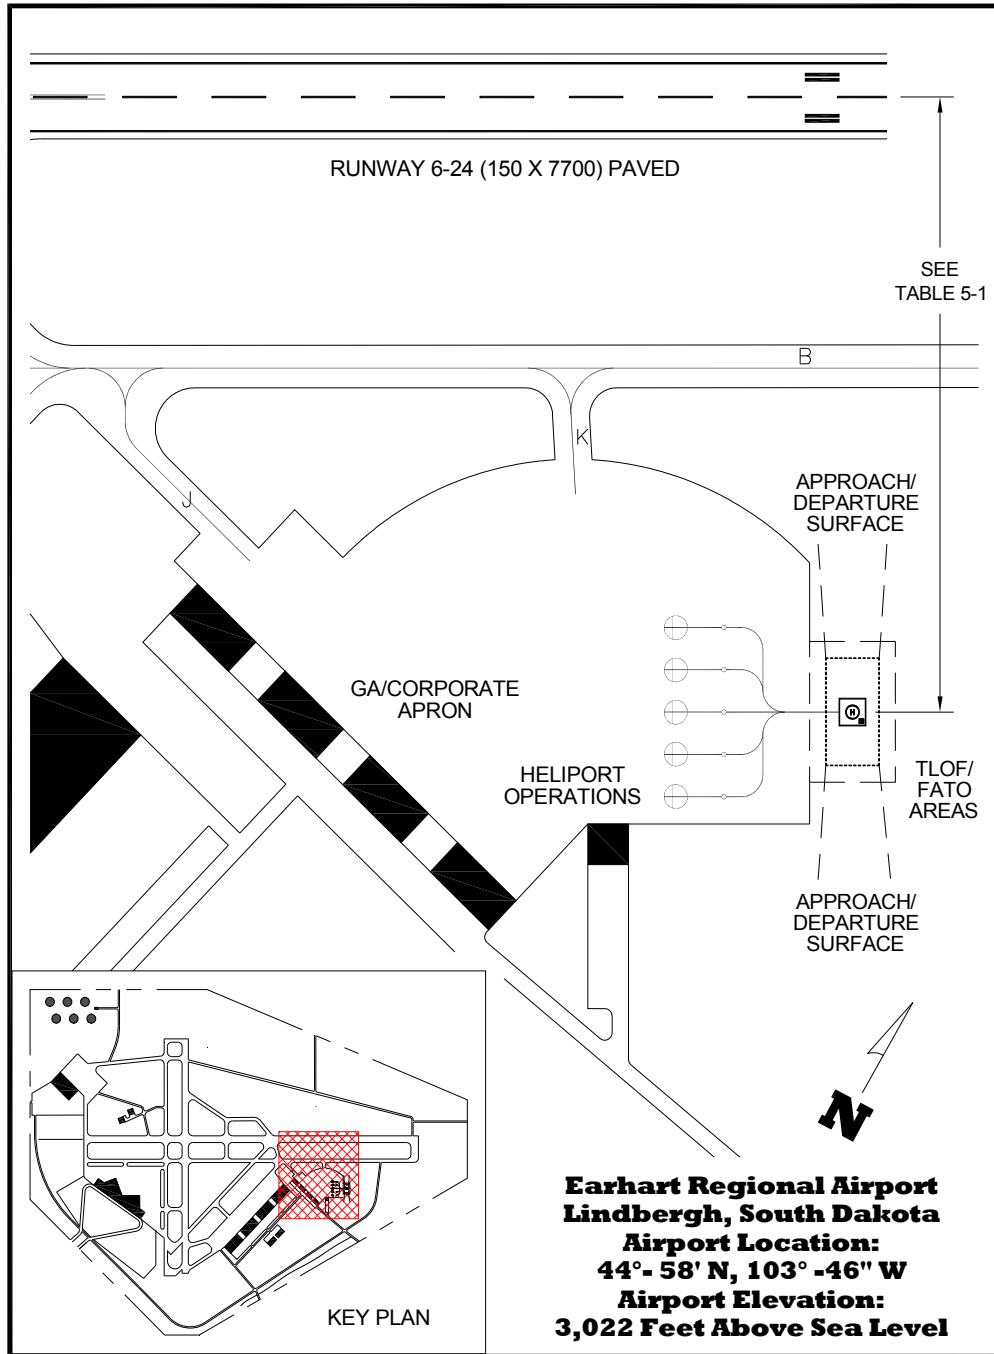 RUNWAY 6-24 (150 X 7700) PAVED
SEE
TABLE 5-1
B
K
J
APPROACH/
DEPARTURE
SURFACE
GA/CORPORATE
APRON
HELIPORT
OPERATIONS
H
TLOF/
FATO
AREAS
APPROACH/
DEPARTURE
SURFACE
N
KEY PLAN
Earhart Regional Airport
Lindbergh, South Dakota
Airport Location:
44°- 58' N, 103° -46" W
Airport Elevation:
3,022 Feet Above Sea Level